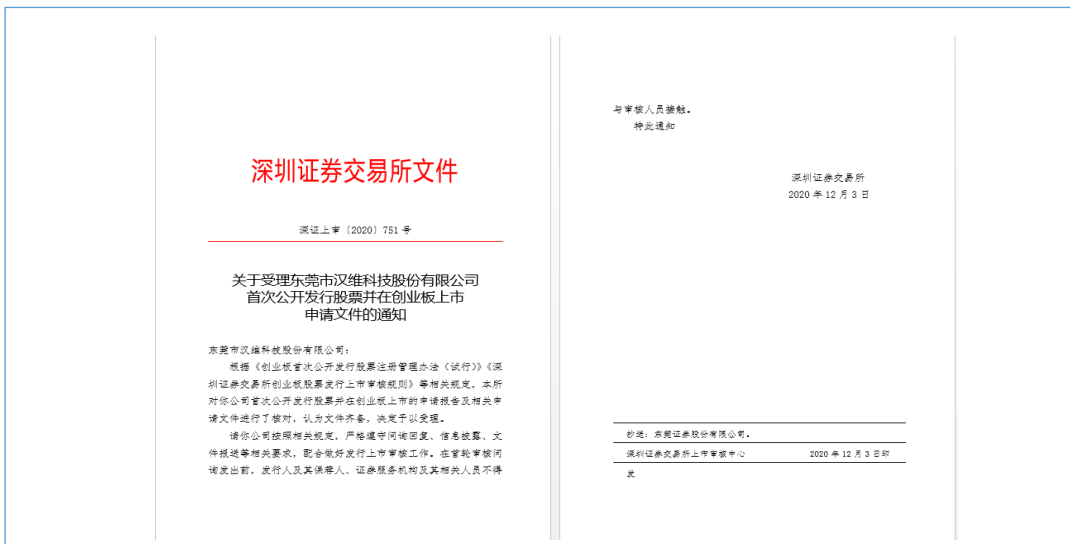 深圳证券交易所文件
深证上审〔2020〕751 号
关于受理东莞市汉维科技股份有限公司
首次公开发行股票并在创业板上市
申请文件的通知
东莞市汉维科技股份有限公司：
根据《创业板首次公开发行股票注册管理办法（试行）》《深
圳证券交易所创业板股票发行上市审核规则》等相关规定，本所
对你公司首次公开发行股票并在创业板上市的申请报告及相关申
请文件进行了核对，认为文件齐备，决定予以受理。
请你公司按照相关规定，严格遵守问询回复、信息披露、文
件报送等相关要求，配合做好发行上市审核工作。在首轮审核问
询发出前，发行人及其保荐人、证券服务机构及其相关人员不得
与审核人员接触。
特此通知
深圳证券交易所
2020 年 12 月 3 日
抄送：东莞证券股份有限公司。
深圳证券交易所上市审核中心 2020 年 12 月 3 日印
发